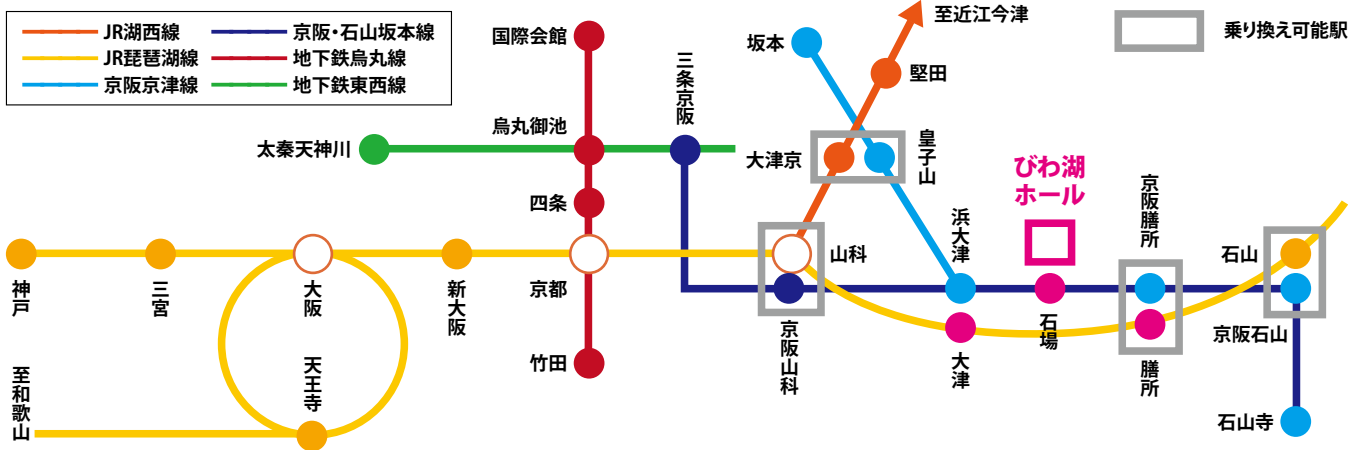 JR湖西線
京阪・石山坂本線
JR琵琶湖線
地下鉄烏丸線
京阪京津線
地下鉄東西線
国際会館
三条京阪
坂本
至近江今津
乗り換え可能駅
堅田
烏丸御池
太秦天神川
大津京
皇子山
びわ湖
ホール
四条
浜大津
京阪膳所
山科
石山
神戸
三宮
大阪
新大阪
京都
京阪山科
大津
石場
膳所
京阪石山
竹田
天王寺
至和歌山
石山寺